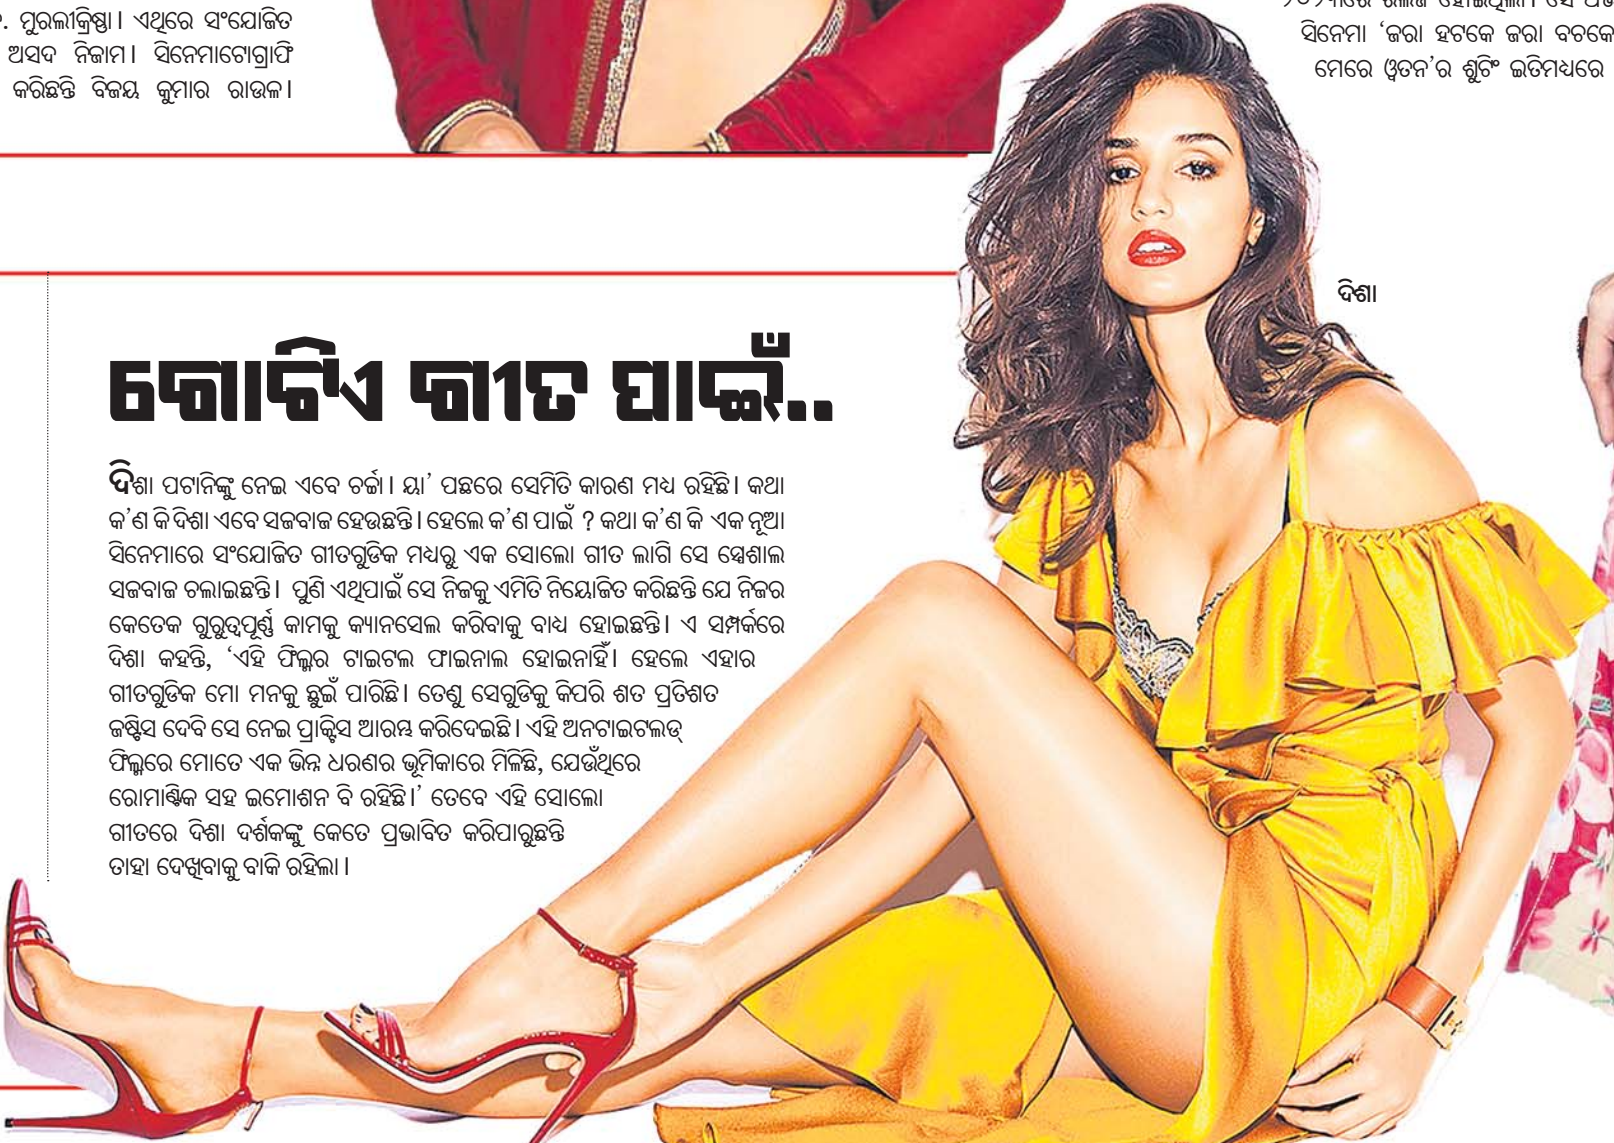 ମୁରଲୀକ୍ରିଷ୍ଣା। ଏଥିରେ ସଂଯୋଜିତ
ଅସଦ ନିଜାମ। ସିନେମାଟୋଗ୍ରାଫି
କରିଛନ୍ତି ବିଜୟ କୁମାର ରାଉଳ।
ସିନେମା ‘ଜରା ହଟକେ ଜରା ବଚକେ
ମେରେ ୱତନ’ର ଶୁଟିଂ ଇତିମଧ୍ୟରେ
ଦିଶା
ଗୋଟିଏ ଗୀତ ପାଇଁ..
ଦିଶା ପଟାନିଙ୍କୁ ନେଇ ଏବେ ଚର୍ଚ୍ଚା। ୟା’ ପଛରେ ସେମିତି କାରଣ ମଧ୍ୟ ରହିଛି। କଥା
କ’ଣ କି ଦିଶା ଏବେ ସଜବାଜ ହେଉଛନ୍ତି। ହେଲେ କ’ଣ ପାଇଁ ? କଥା କ’ଣ କି ଏକ ନୂଆ
ସିନେମାରେ ସଂଯୋଜିତ ଗୀତଗୁଡିକ ମଧ୍ୟରୁ ଏକ ସୋଲୋ ଗୀତ ଲାଗି ସେ ସ୍ପେଶାଲ
ସଜବାଜ ଚଲାଇଛନ୍ତି। ପୁଣି ଏଥିପାଇଁ ସେ ନିଜକୁ ଏମିତି ନିୟୋଜିତ କରିଛନ୍ତି ଯେ ନିଜର
କେତେକ ଗୁରୁତ୍ୱପୂର୍ଣ୍ଣ କାମକୁ କ୍ୟାନସେଲ କରିବାକୁ ବାଧ୍ୟ ହୋଇଛନ୍ତି। ଏ ସମ୍ପର୍କରେ
ଦିଶା କହନ୍ତି, ‘ଏହି ଫିଲ୍ମର ଟାଇଟଲ ଫାଇନାଲ ହୋଇନାହିଁ। ହେଲେ ଏହାର
ଗୀତଗୁଡିକ ମୋ ମନକୁ ଛୁଇଁ ପାରିଛି। ତେଣୁ ସେଗୁଡିକୁ କିପରି ଶତ ପ୍ରତିଶତ
ଜଷ୍ଟିସ ଦେବି ସେ ନେଇ ପ୍ରାକ୍ଟିସ ଆରମ୍ଭ କରିଦେଇଛି। ଏହି ଅନଟାଇଟଲଡ୍
ଫିଲ୍ମରେ ମୋତେ ଏକ ଭିନ୍ନ ଧରଣର ଭୂମିକାରେ ମିଳିଛି, ଯେଉଁଥିରେ
ରୋମାଣ୍ଟିକ ସହ ଇମୋଶନ ବି ରହିଛି।’ ତେବେ ଏହି ସୋଲୋ
ଗୀତରେ ଦିଶା ଦର୍ଶକଙ୍କୁ କେତେ ପ୍ରଭାବିତ କରିପାରୁଛନ୍ତି
ତାହା ଦେଖିବାକୁ ବାକି ରହିଲା।